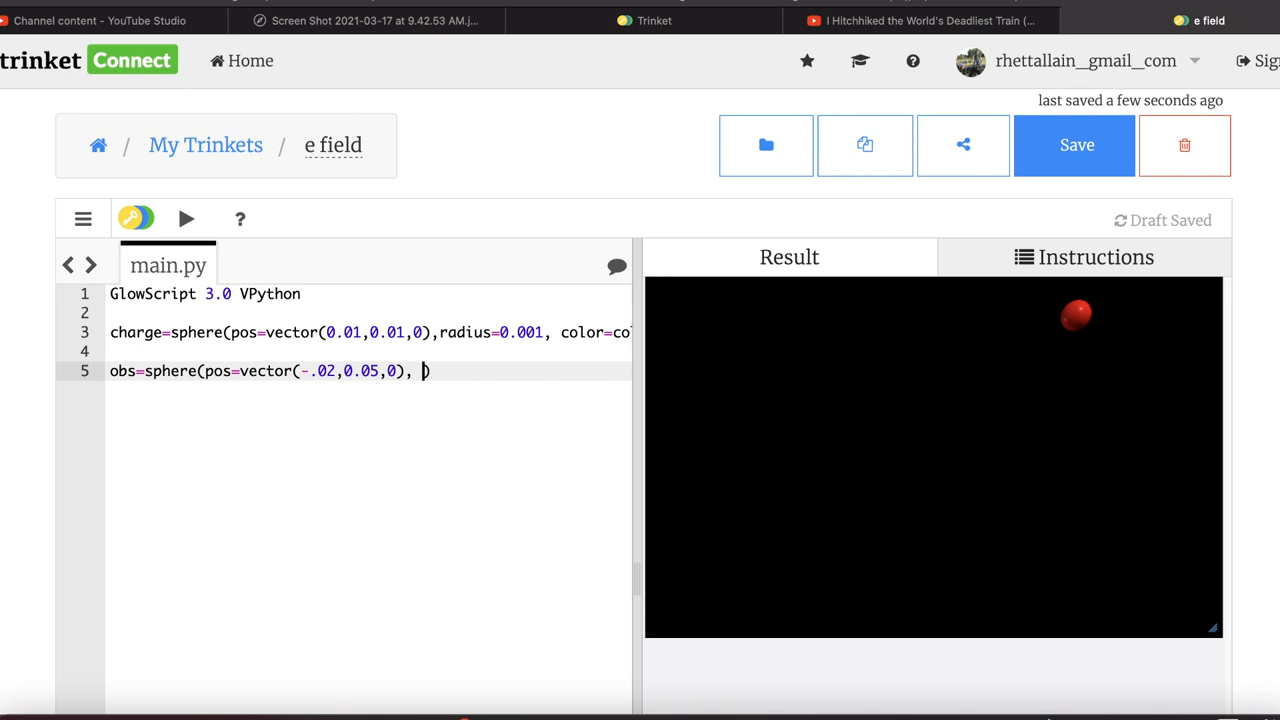 Channel content - YouTube Studio
Screen Shot 2021-03-17 at 9.42.53 AM.j...
Trinket
I Hitchhiked the World's Deadliest Train (...
e field
trinket Connect Home
rhettallain_gmail_com
Sig
last saved a few seconds ago
/ My Trinkets / e field
Save
?
Draft Saved
main.py
Result
Instructions
1 GlowScript 3.0 VPython
2
3 charge=sphere(pos=vector(0.01,0.01,0),radius=0.001, color=co
4
5 obs=sphere(pos=vector(-.02,0.05,0), )